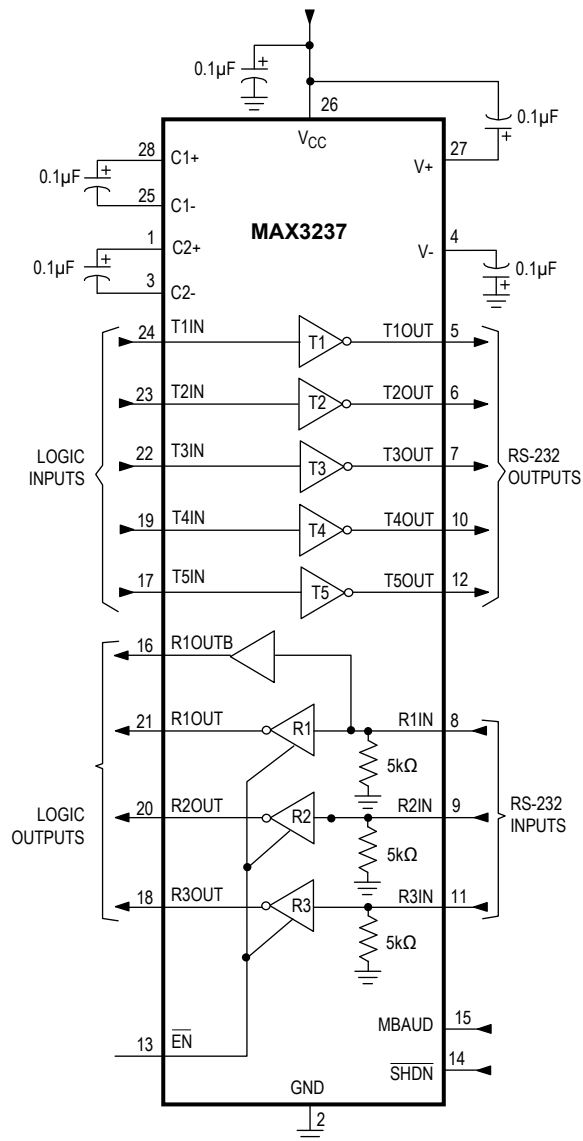 0.1µF
+
26
VCC
+
0.1µF
28
C1+
27
V+
0.1µF
+
25
C1-
MAX3237
1
C2+
4
V-
0.1µF
+
3
C2-
0.1µF
+
24
T1IN
T1
T1OUT
5
23
T2IN
T2
T2OUT
6
LOGIC
INPUTS
22
T3IN
T3
T3OUT
7
RS-232
OUTPUTS
19
T4IN
T4
T4OUT
10
17
T5IN
T5
T5OUT
12
16
R1OUTB
21
R1OUT
R1
R1IN
8
5kΩ
LOGIC
OUTPUTS
20
R2OUT
R2
R2IN
9
RS-232
INPUTS
5kΩ
18
R3OUT
R3
R3IN
11
5kΩ
MBAUD
15
13
EN
SHDN
14
GND
2